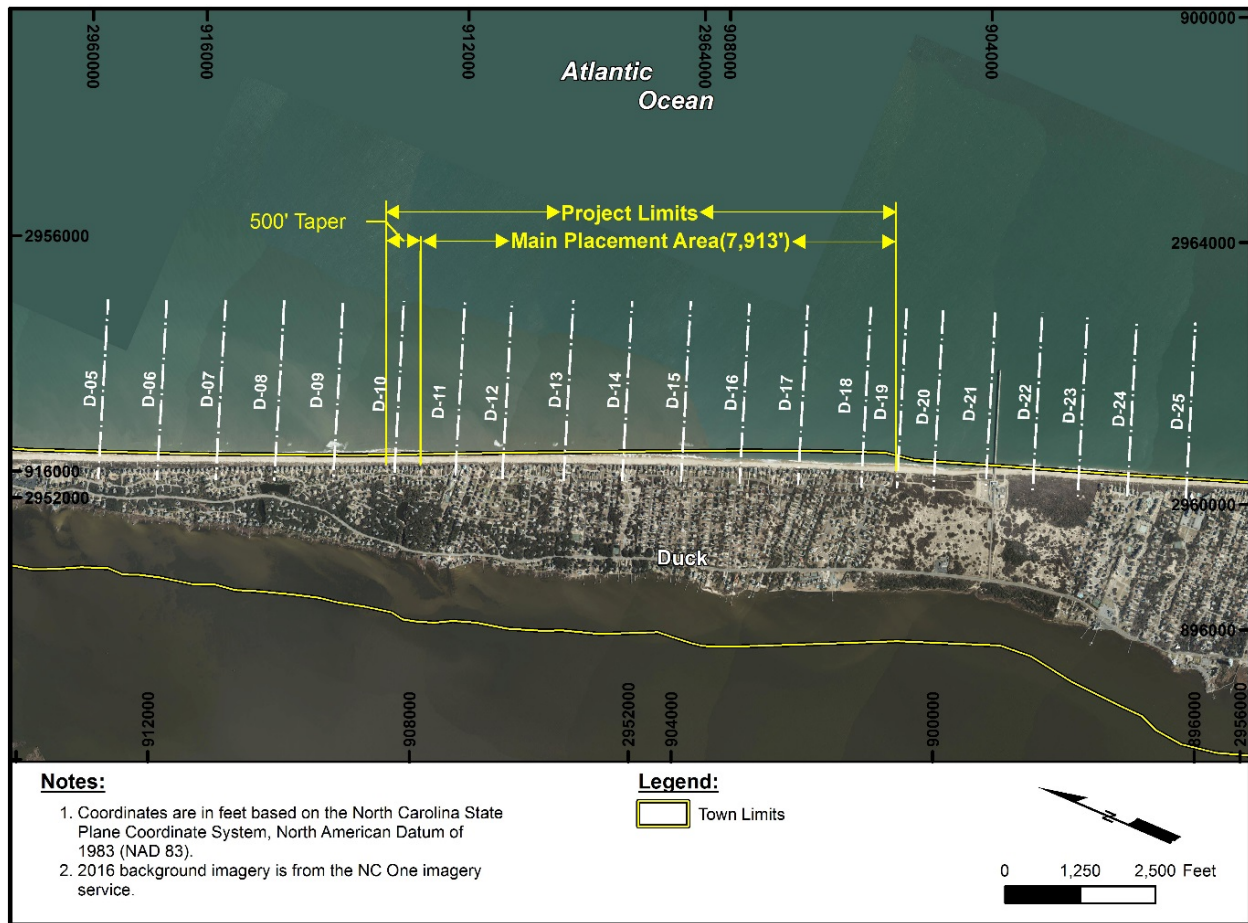 2960000
916000
912000
2964000
908000
904000
900000
Atlantic
Ocean
Project Limits
500' Taper
Main Placement Area(7,913')
2956000
2964000
D-05
D-06
D-07
D-08
D-09
D-10
D-11
D-12
D-13
D-14
D-15
D-16
D-17
D-18
D-19
D-20
D-21
D-22
D-23
D-24
D-25
916000
2952000
2960000
Duck
896000
912000
908000
2952000
904000
900000
896000
2956000
Notes:
1. Coordinates are in feet based on the North Carolina State
Plane Coordinate System, North American Datum of
1983 (NAD 83).
2. 2016 background imagery is from the NC One imagery
service.
Legend:
Town Limits
N
0 1,250 2,500 Feet